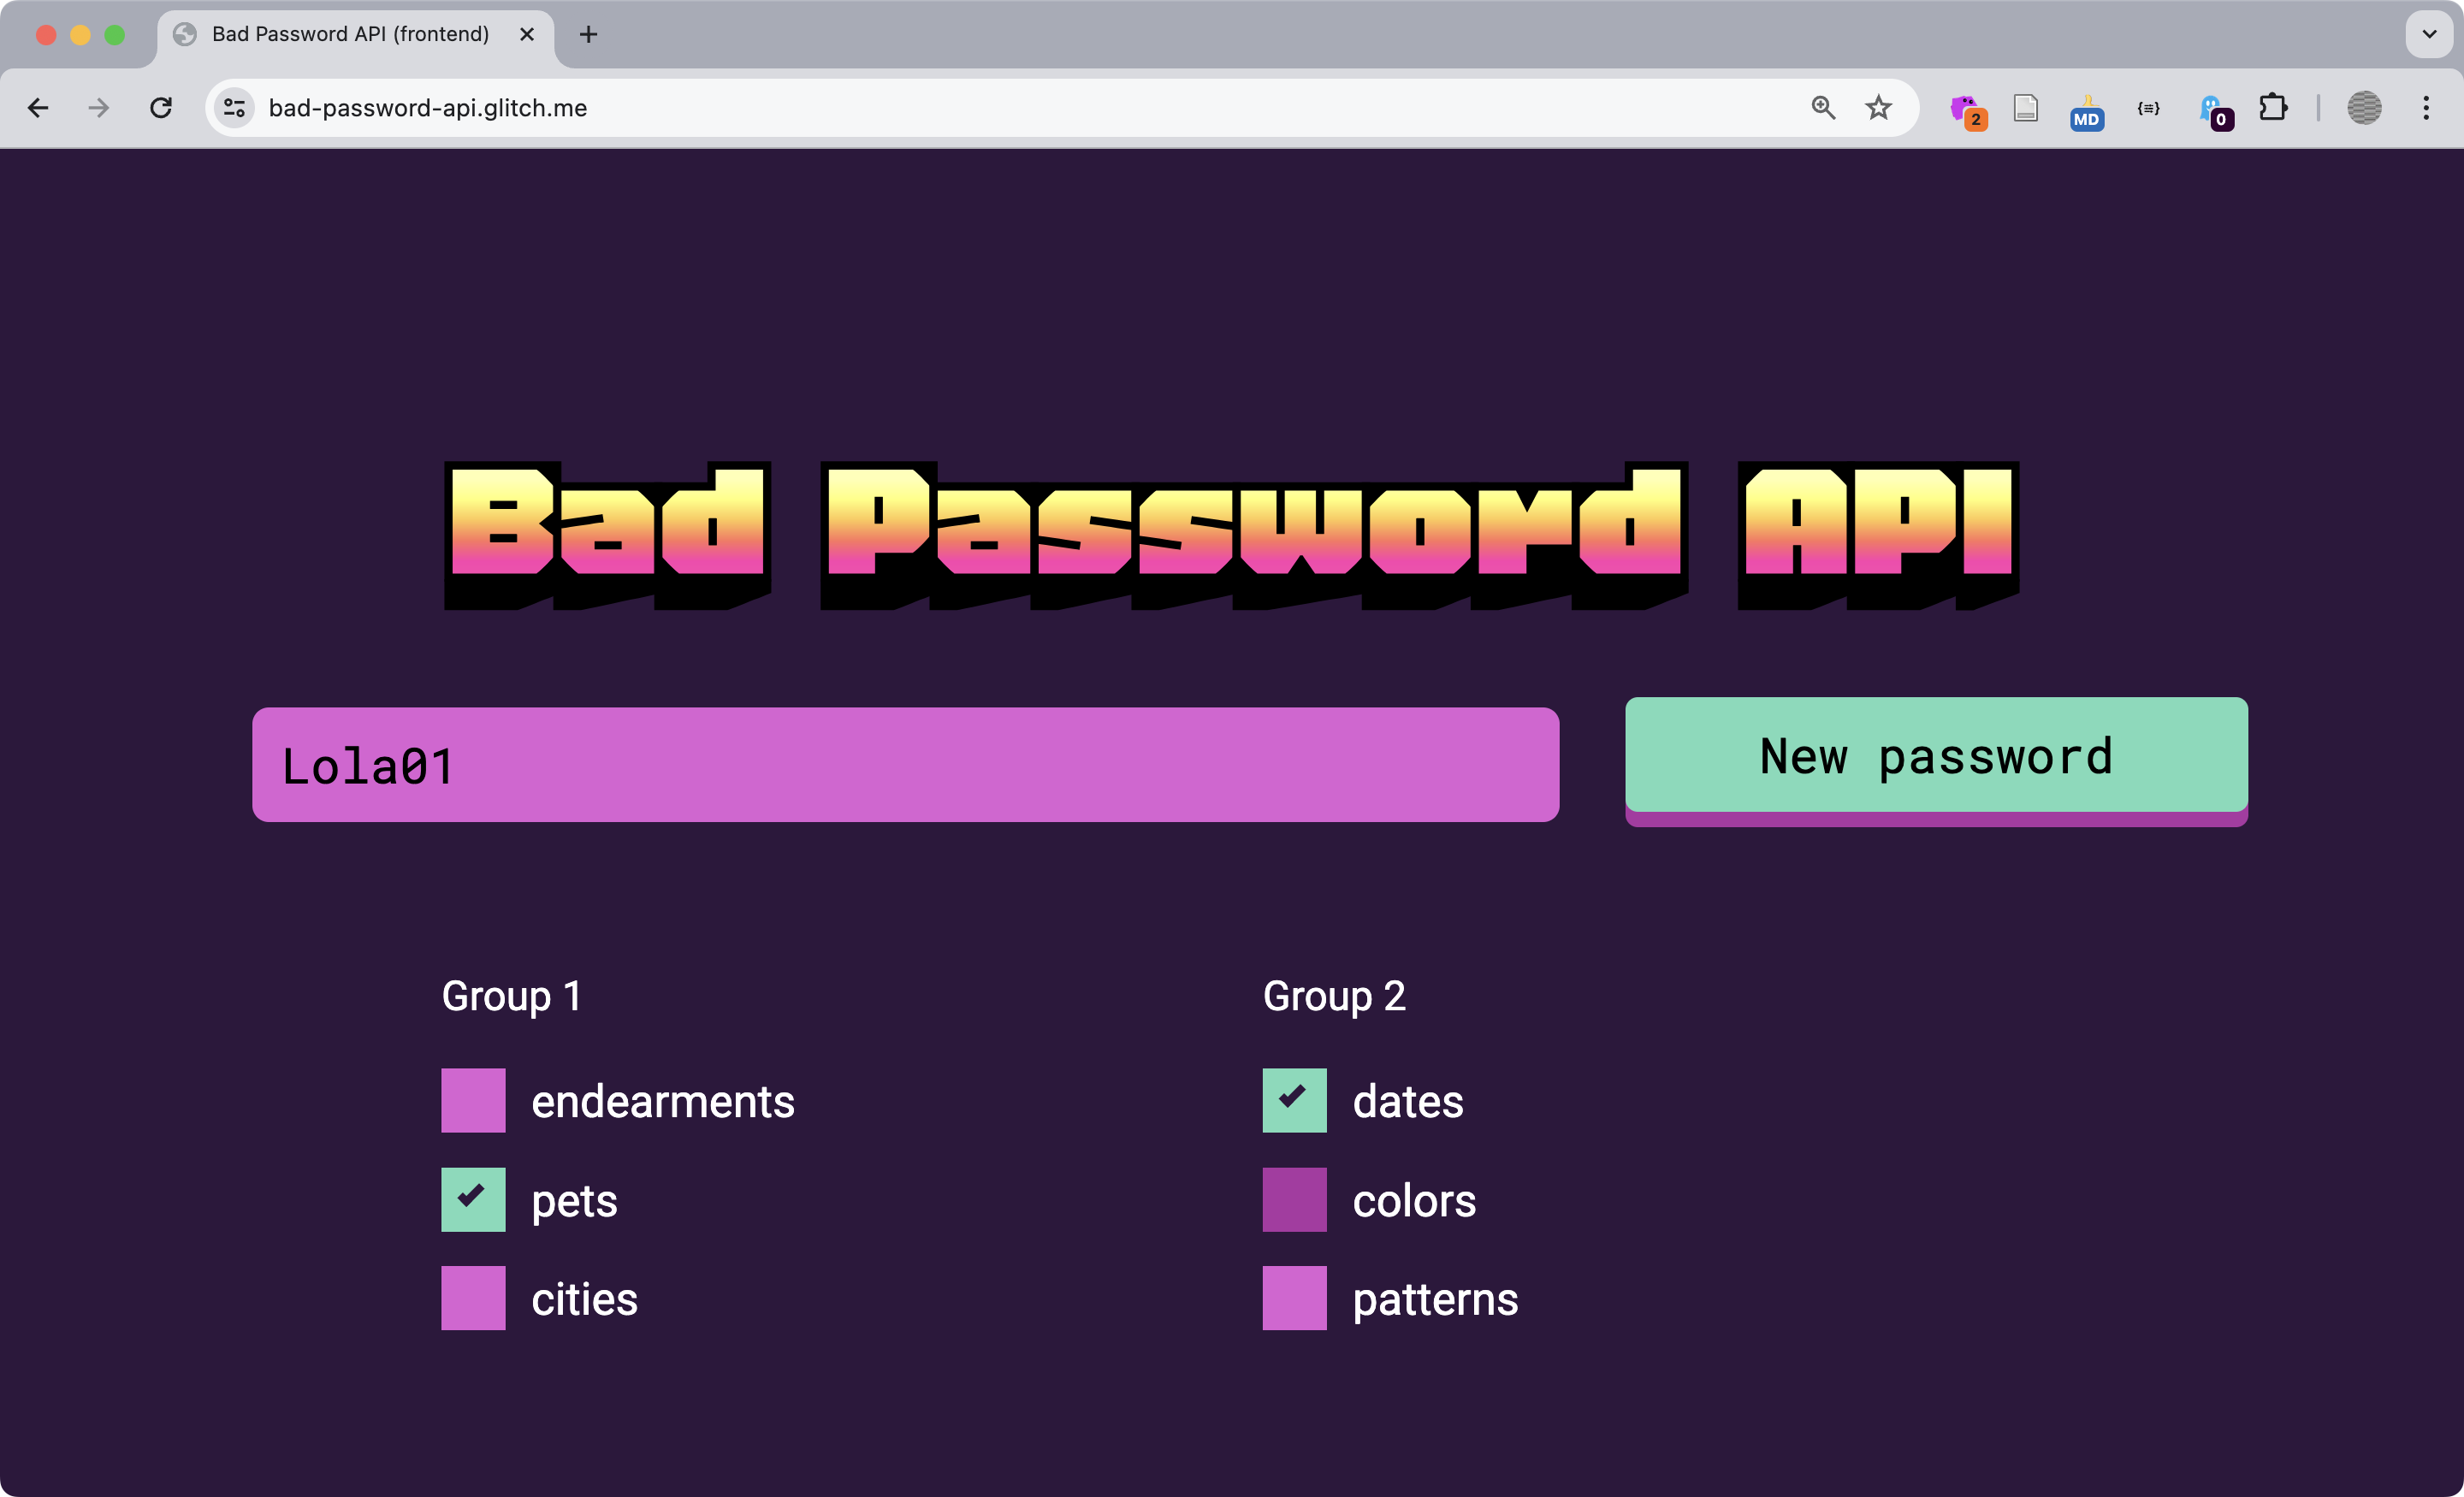 Bad Password API (frontend)
bad-password-api.glitch.me
2
MD
{≡}
0
Bad Password API
Lola01
New password
Group 1
Group 2
endearments
dates
pets
colors
cities
patterns